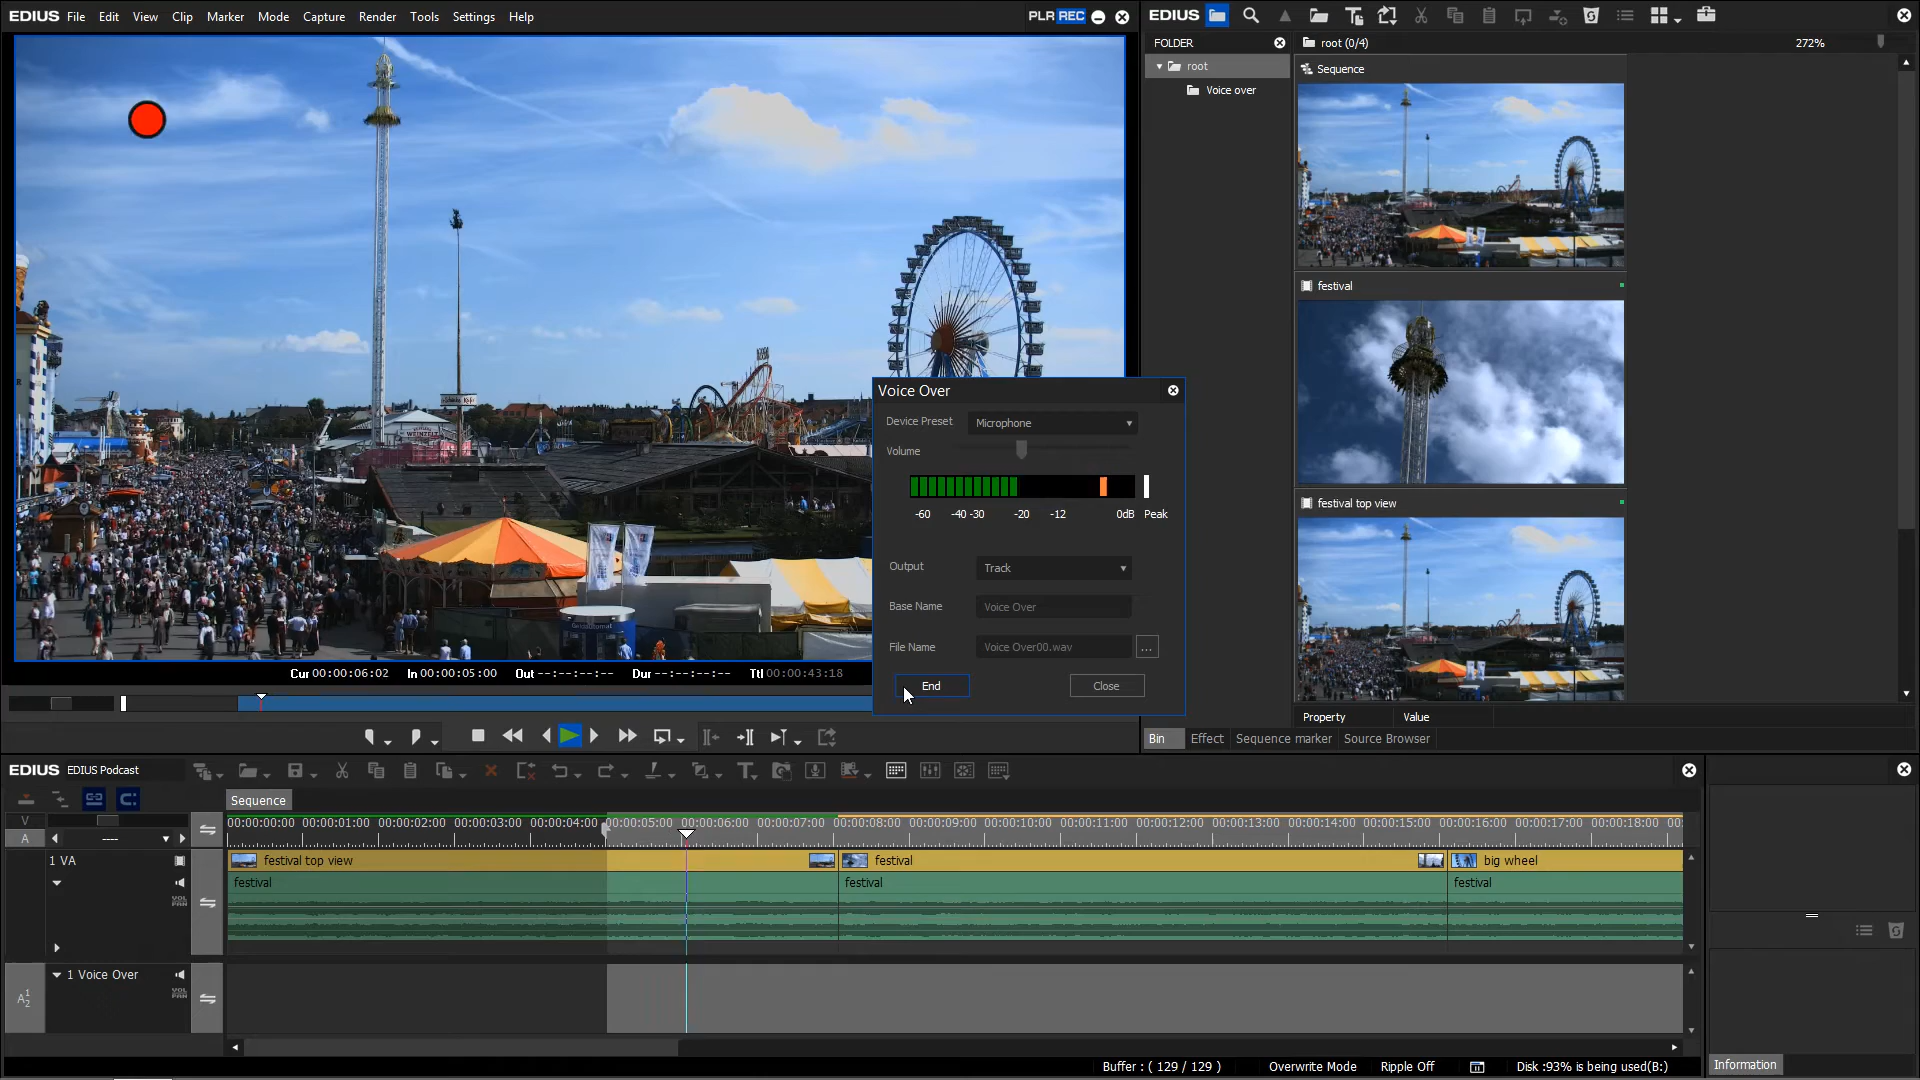 EDIUS File Edit View Clip Marker Mode Capture Render Tools Settings Help PLR REC
EDIUS
FOLDER
root
Voice over
root (0/4) 272%
Sequence
festival
festival top view
Property Value
Bin Effect Sequence marker Source Browser
Voice Over
Device Preset Microphone
Volume
-60 -40 -30 -20 -12 0dB Peak
Output Track
Base Name Voice Over
File Name Voice Over00.wav ...
End Close
Cur 00:00:06:02 In 00:00:05:00 Out --:--:--:-- Dur --:--:--:-- Ttl 00:00:43:18
EDIUS EDIUS Podcast
Sequence
V
A ----
00:00:00:00 00:00:01:00 00:00:02:00 00:00:03:00 00:00:04:00 00:00:05:00 00:00:06:00 00:00:07:00 00:00:08:00 00:00:09:00 00:00:10:00 00:00:11:00 00:00:12:00 00:00:13:00 00:00:14:00 00:00:15:00 00:00:16:00 00:00:17:00 00:00:18:00 00:
1 VA festival top view festival big wheel
festival festival festival
VOL
PAN
1 Voice Over
VOL
PAN
A 1 2
Buffer : ( 129 / 129 ) Overwrite Mode Ripple Off Disk :93% is being used(B:)
Information